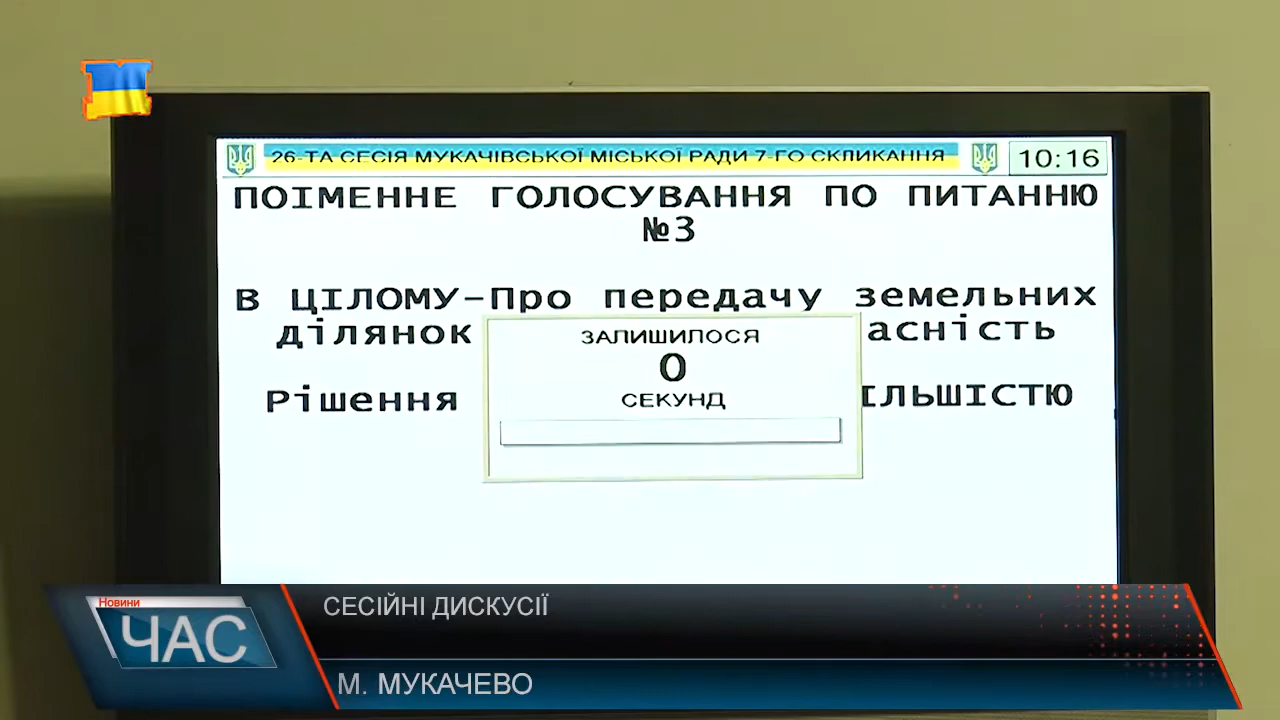 26-ТА СЕСІЯ МУКАЧІВСЬКОЇ МІСЬКОЇ РАДИ 7-ГО СКЛИКАННЯ 10:16
ПОІМЕННЕ ГОЛОСУВАННЯ ПО ПИТАННЮ
№3
В ЦІЛОМУ-Про передачу земельних
ділянок асність
ЗАЛИШИЛОСЯ
0
СЕКУНД
Рішення ІЛЬШІСТЮ
Новини
ЧАС
СЕСІЙНІ ДИСКУСІЇ
М. МУКАЧЕВО